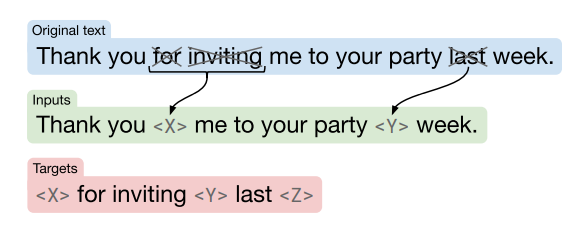 Original text
Thank you for inviting me to your party last week.
Inputs
Thank you <X> me to your party <Y> week.
Targets
<X> for inviting <Y> last <Z>